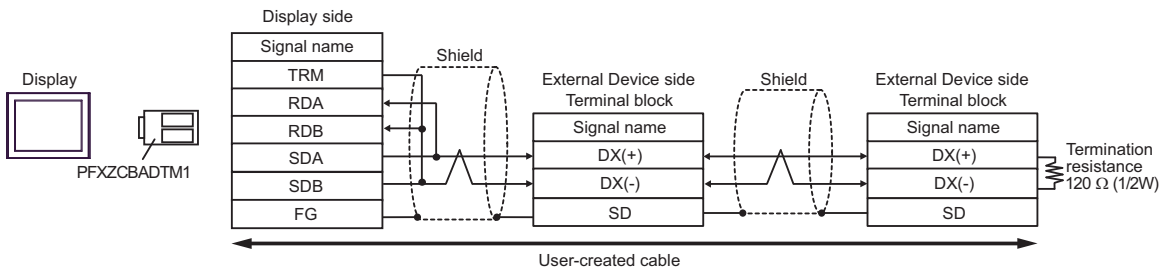 Display side
Signal name
TRM
RDA
RDB
SDA
SDB
FG
Display
PFXZCBADTM1
Shield
External Device side
Terminal block
Signal name
DX(+)
DX(-)
SD
Shield
External Device side
Terminal block
Signal name
DX(+)
DX(-)
SD
Termination
resistance
120 Ω (1/2W)
User-created cable